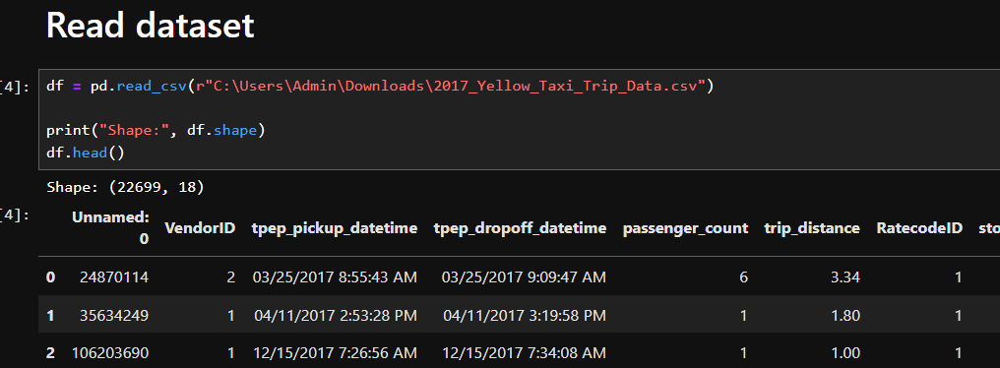 Read dataset
[4]:
df = pd.read_csv(r"C:\Users\Admin\Downloads\2017_Yellow_Taxi_Trip_Data.csv")
print("Shape:", df.shape)
df.head()
Shape: (22699, 18)
[4]:
Unnamed: 0 VendorID tpep_pickup_datetime tpep_dropoff_datetime passenger_count trip_distance RatecodeID sto
0 24870114 2 03/25/2017 8:55:43 AM 03/25/2017 9:09:47 AM 6 3.34 1
1 35634249 1 04/11/2017 2:53:28 PM 04/11/2017 3:19:58 PM 1 1.80 1
2 106203690 1 12/15/2017 7:26:56 AM 12/15/2017 7:34:08 AM 1 1.00 1